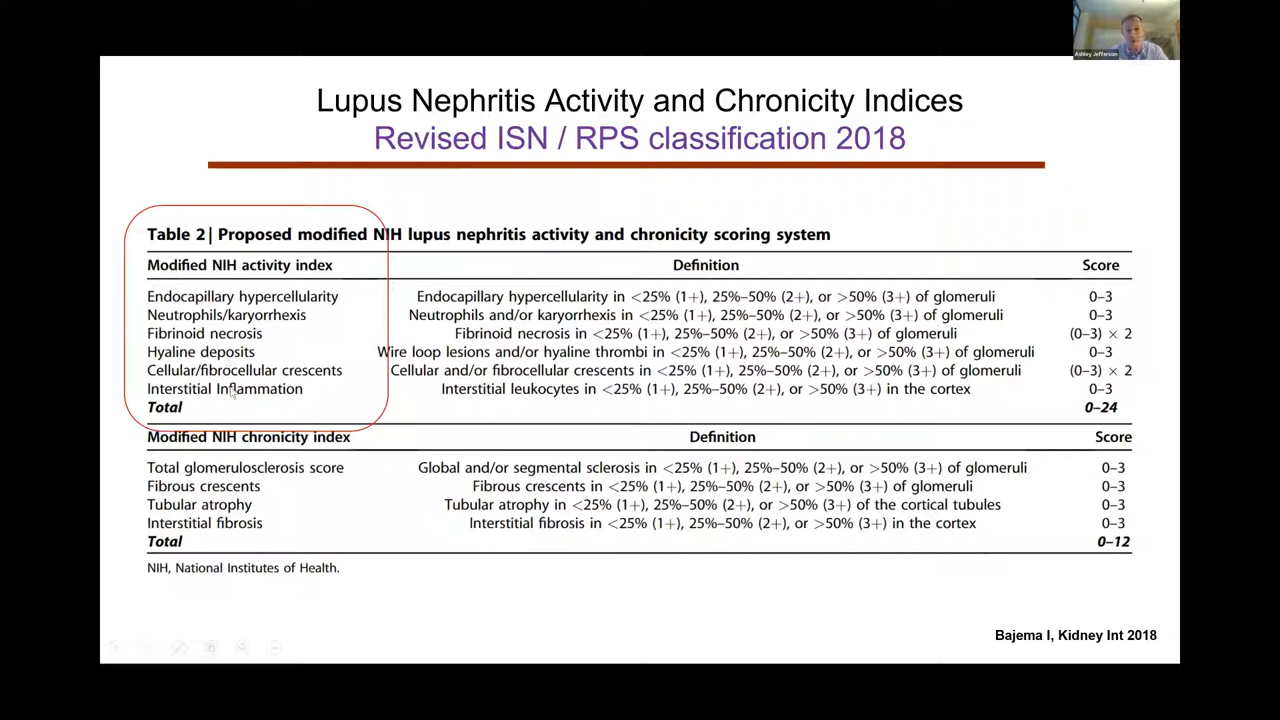 Ashley Jefferson
Lupus Nephritis Activity and Chronicity Indices
Revised ISN / RPS classification 2018
Table 2| Proposed modified NIH lupus nephritis activity and chronicity scoring system
Modified NIH activity index Definition Score
Endocapillary hypercellularity Endocapillary hypercellularity in <25% (1+), 25%–50% (2+), or >50% (3+) of glomeruli 0–3
Neutrophils/karyorrhexis Neutrophils and/or karyorrhexis in <25% (1+), 25%–50% (2+), or >50% (3+) of glomeruli 0–3
Fibrinoid necrosis Fibrinoid necrosis in <25% (1+), 25%–50% (2+), or >50% (3+) of glomeruli (0–3) × 2
Hyaline deposits Wire loop lesions and/or hyaline thrombi in <25% (1+), 25%–50% (2+), or >50% (3+) of glomeruli 0–3
Cellular/fibrocellular crescents Cellular and/or fibrocellular crescents in <25% (1+), 25%–50% (2+), or >50% (3+) of glomeruli (0–3) × 2
Interstitial Inflammation Interstitial leukocytes in <25% (1+), 25%–50% (2+), or >50% (3+) in the cortex 0–3
Total 0–24
Modified NIH chronicity index Definition Score
Total glomerulosclerosis score Global and/or segmental sclerosis in <25% (1+), 25%–50% (2+), or >50% (3+) of glomeruli 0–3
Fibrous crescents Fibrous crescents in <25% (1+), 25%–50% (2+), or >50% (3+) of glomeruli 0–3
Tubular atrophy Tubular atrophy in <25% (1+), 25%–50% (2+), or >50% (3+) of the cortical tubules 0–3
Interstitial fibrosis Interstitial fibrosis in <25% (1+), 25%–50% (2+), or >50% (3+) in the cortex 0–3
Total 0–12
NIH, National Institutes of Health.
Bajema I, Kidney Int 2018